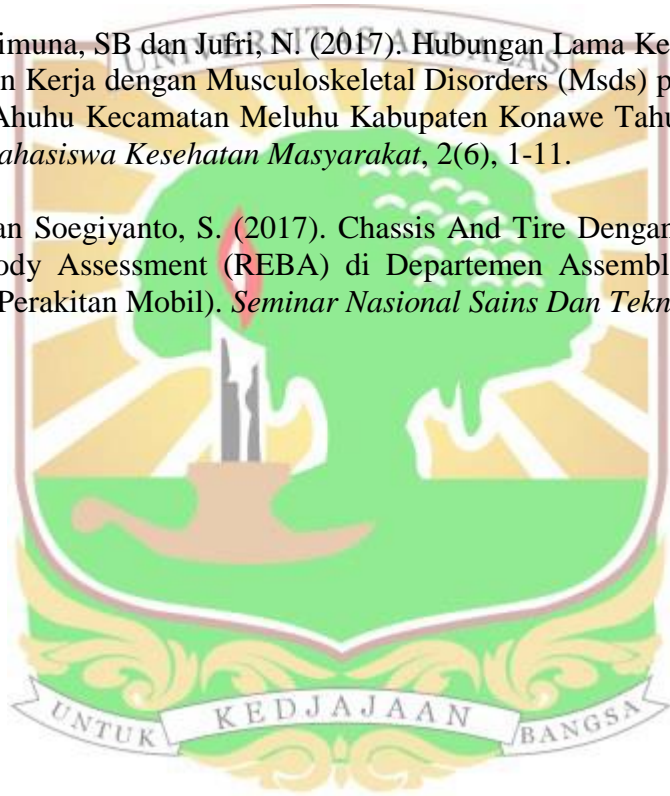 UNIVERSITAS ANDALAS
imuna, SB dan Jufri, N. (2017). Hubungan Lama Ke
n Kerja dengan Musculoskeletal Disorders (Msds) p
Ahuhu Kecamatan Meluhu Kabupaten Konawe Tahu
ahasiswa Kesehatan Masyarakat, 2(6), 1-11.
an Soegiyanto, S. (2017). Chassis And Tire Dengan
ody Assessment (REBA) di Departemen Assembl
Perakitan Mobil). Seminar Nasional Sains Dan Tekn
UNTUK KEDJAJAAN BANGSA